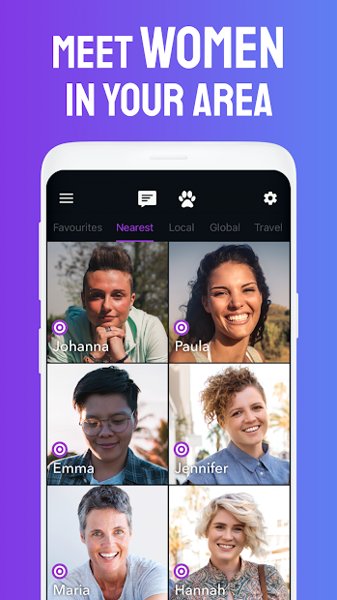 MEET WOMEN
IN YOUR AREA
Favourites Nearest Local Global Travel
Johanna Paula
Emma Jennifer
Maria Hannah